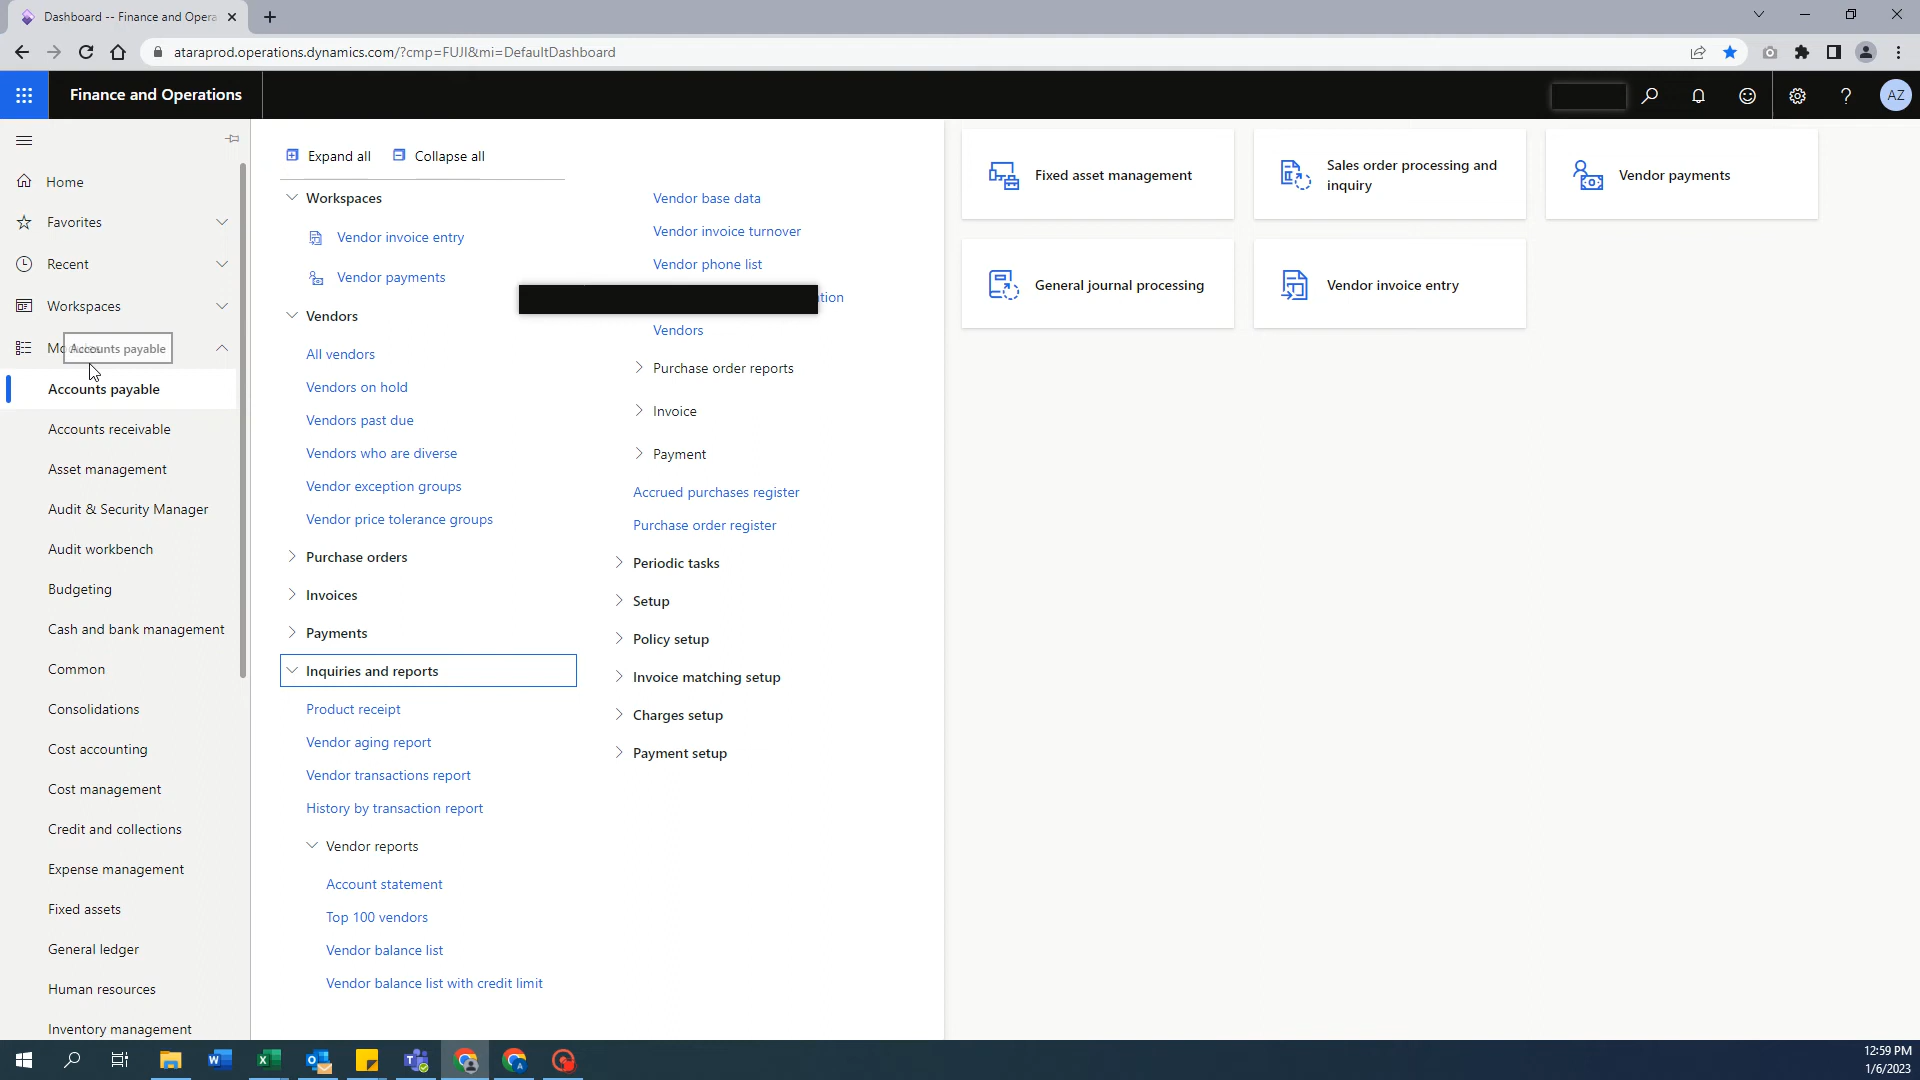 Dashboard -- Finance and Opera
ataraprod.operations.dynamics.com/?cmp=FUJI&mi=DefaultDashboard
Finance and Operations
AZ
Home
Favorites
Recent
Workspaces
Accounts payable
Accounts payable
Accounts receivable
Asset management
Audit & Security Manager
Audit workbench
Budgeting
Cash and bank management
Common
Consolidations
Cost accounting
Cost management
Credit and collections
Expense management
Fixed assets
General ledger
Human resources
Inventory management
Expand all
Collapse all
Workspaces
Vendor invoice entry
Vendor payments
Vendors
All vendors
Vendors on hold
Vendors past due
Vendors who are diverse
Vendor exception groups
Vendor price tolerance groups
Purchase orders
Invoices
Payments
Inquiries and reports
Product receipt
Vendor aging report
Vendor transactions report
History by transaction report
Vendor reports
Account statement
Top 100 vendors
Vendor balance list
Vendor balance list with credit limit
Vendor base data
Vendor invoice turnover
Vendor phone list
Vendors
Purchase order reports
Invoice
Payment
Accrued purchases register
Purchase order register
Periodic tasks
Setup
Policy setup
Invoice matching setup
Charges setup
Payment setup
Fixed asset management
Sales order processing and
inquiry
Vendor payments
General journal processing
Vendor invoice entry
12:59 PM
1/6/2023